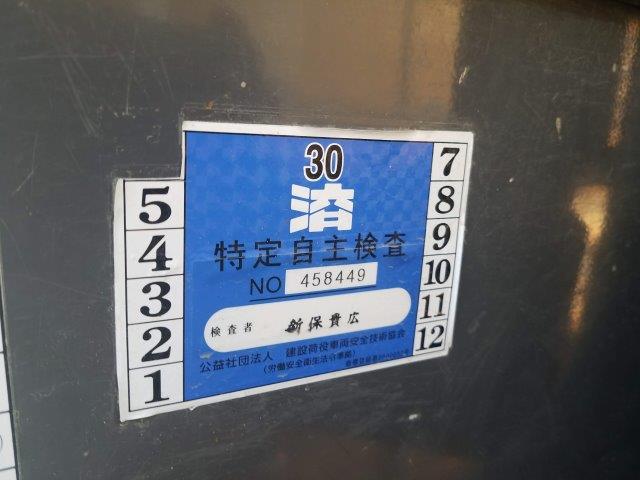 30
済
特定自主検査
NO 458449
検査者 新保貴広
公益社団法人 建設荷役車両安全技術協会
(労働安全衛生法令準拠)
5
4
3
2
1
7
8
9
10
11
12